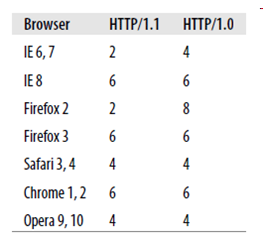 Browser HTTP/1.1 HTTP/1.0
IE 6, 7 2 4
IE 8 6 6
Firefox 2 2 8
Firefox 3 6 6
Safari 3, 4 4 4
Chrome 1, 2 6 6
Opera 9, 10 4 4